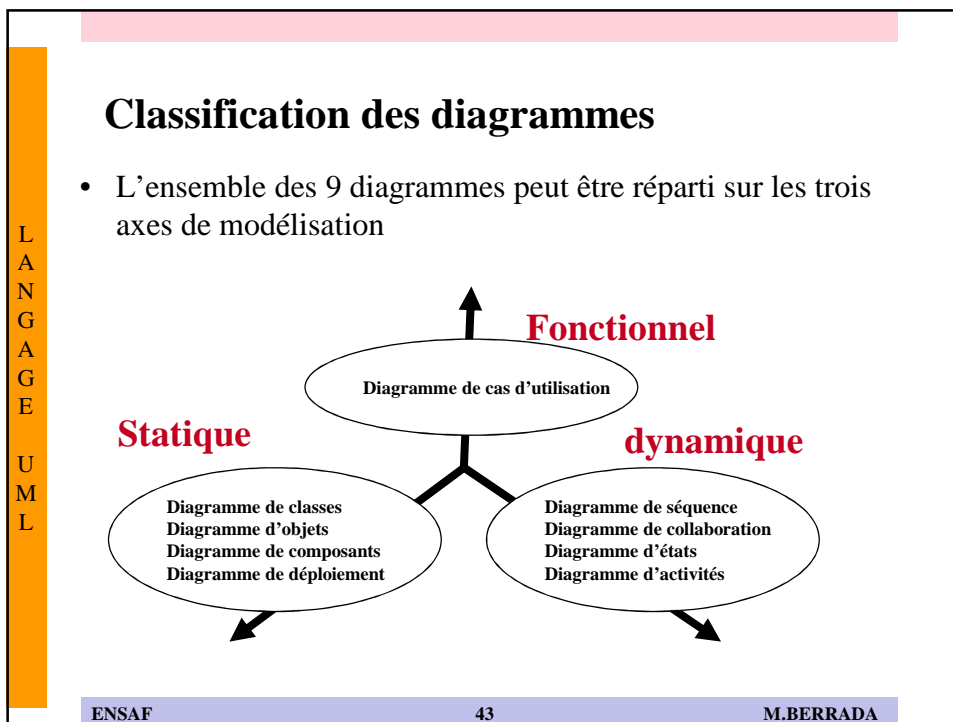 Classification des diagrammes
• L'ensemble des 9 diagrammes peut être réparti sur les trois
axes de modélisation
L
A
N
G
A
G
E
U
M
L
Fonctionnel
Diagramme de cas d'utilisation
Statique
Diagramme de classes
Diagramme d'objets
Diagramme de composants
Diagramme de déploiement
dynamique
Diagramme de séquence
Diagramme de collaboration
Diagramme d'états
Diagramme d'activités
ENSAF 43 M.BERRADA